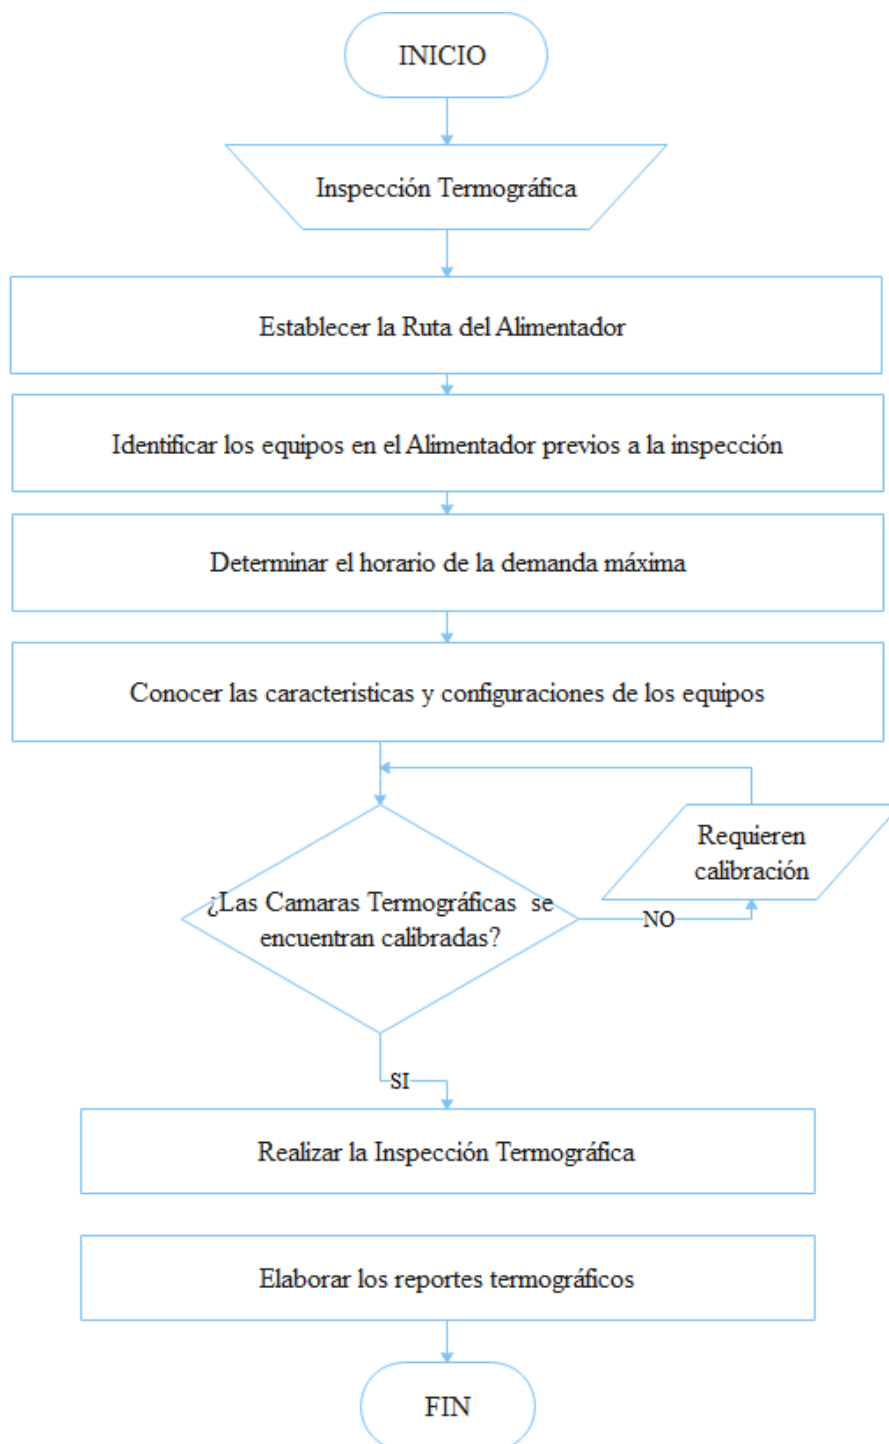 INICIO
Inspección Termográfica
Establecer la Ruta del Alimentador
Identificar los equipos en el Alimentador previos a la inspección
Determinar el horario de la demanda máxima
Conocer las caracteristicas y configuraciones de los equipos
Requieren
calibración
¿Las Camaras Termográficas se
encuentran calibradas?
NO
SI
Realizar la Inspección Termográfica
Elaborar los reportes termográficos
FIN